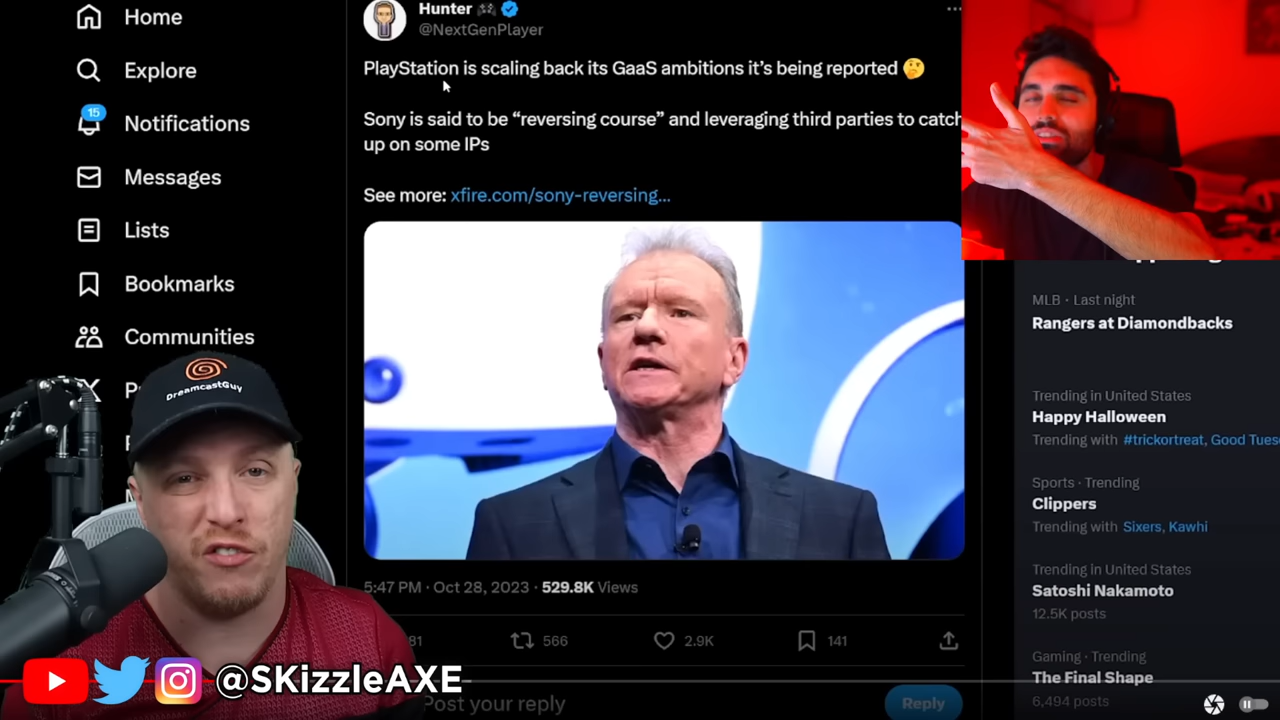 Home
Explore
15
Notifications
Messages
Lists
Bookmarks
Communities
Hunter
@NextGenPlayer
PlayStation is scaling back its GaaS ambitions it's being reported
Sony is said to be “reversing course” and leveraging third parties to catch
up on some IPs
See more: xfire.com/sony-reversing...
5:47 PM · Oct 28, 2023 · 529.8K Views
81
566
2.9K
141
Post your reply
Reply
MLB · Last night
Rangers at Diamondbacks
Trending in United States
Happy Halloween
Trending with #trickortreat, Good Tues
Sports · Trending
Clippers
Trending with Sixers, Kawhi
Trending in United States
Satoshi Nakamoto
12.5K posts
Gaming · Trending
The Final Shape
6,494 posts
DreamcastGuy
@SKizzleAXE